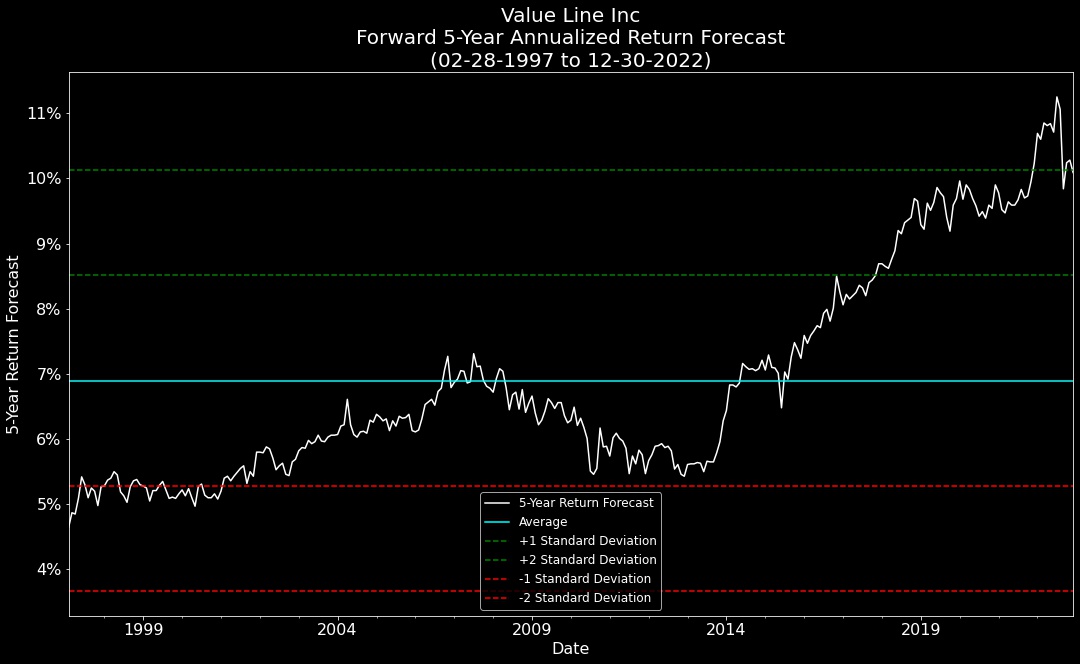 Value Line Inc
Forward 5-Year Annualized Return Forecast
(02-28-1997 to 12-30-2022)
5-Year Return Forecast
11%
10%
9%
8%
7%
6%
5%
4%
5-Year Return Forecast
Average
+1 Standard Deviation
+2 Standard Deviation
-1 Standard Deviation
-2 Standard Deviation
1999 2004 2009 2014 2019
Date